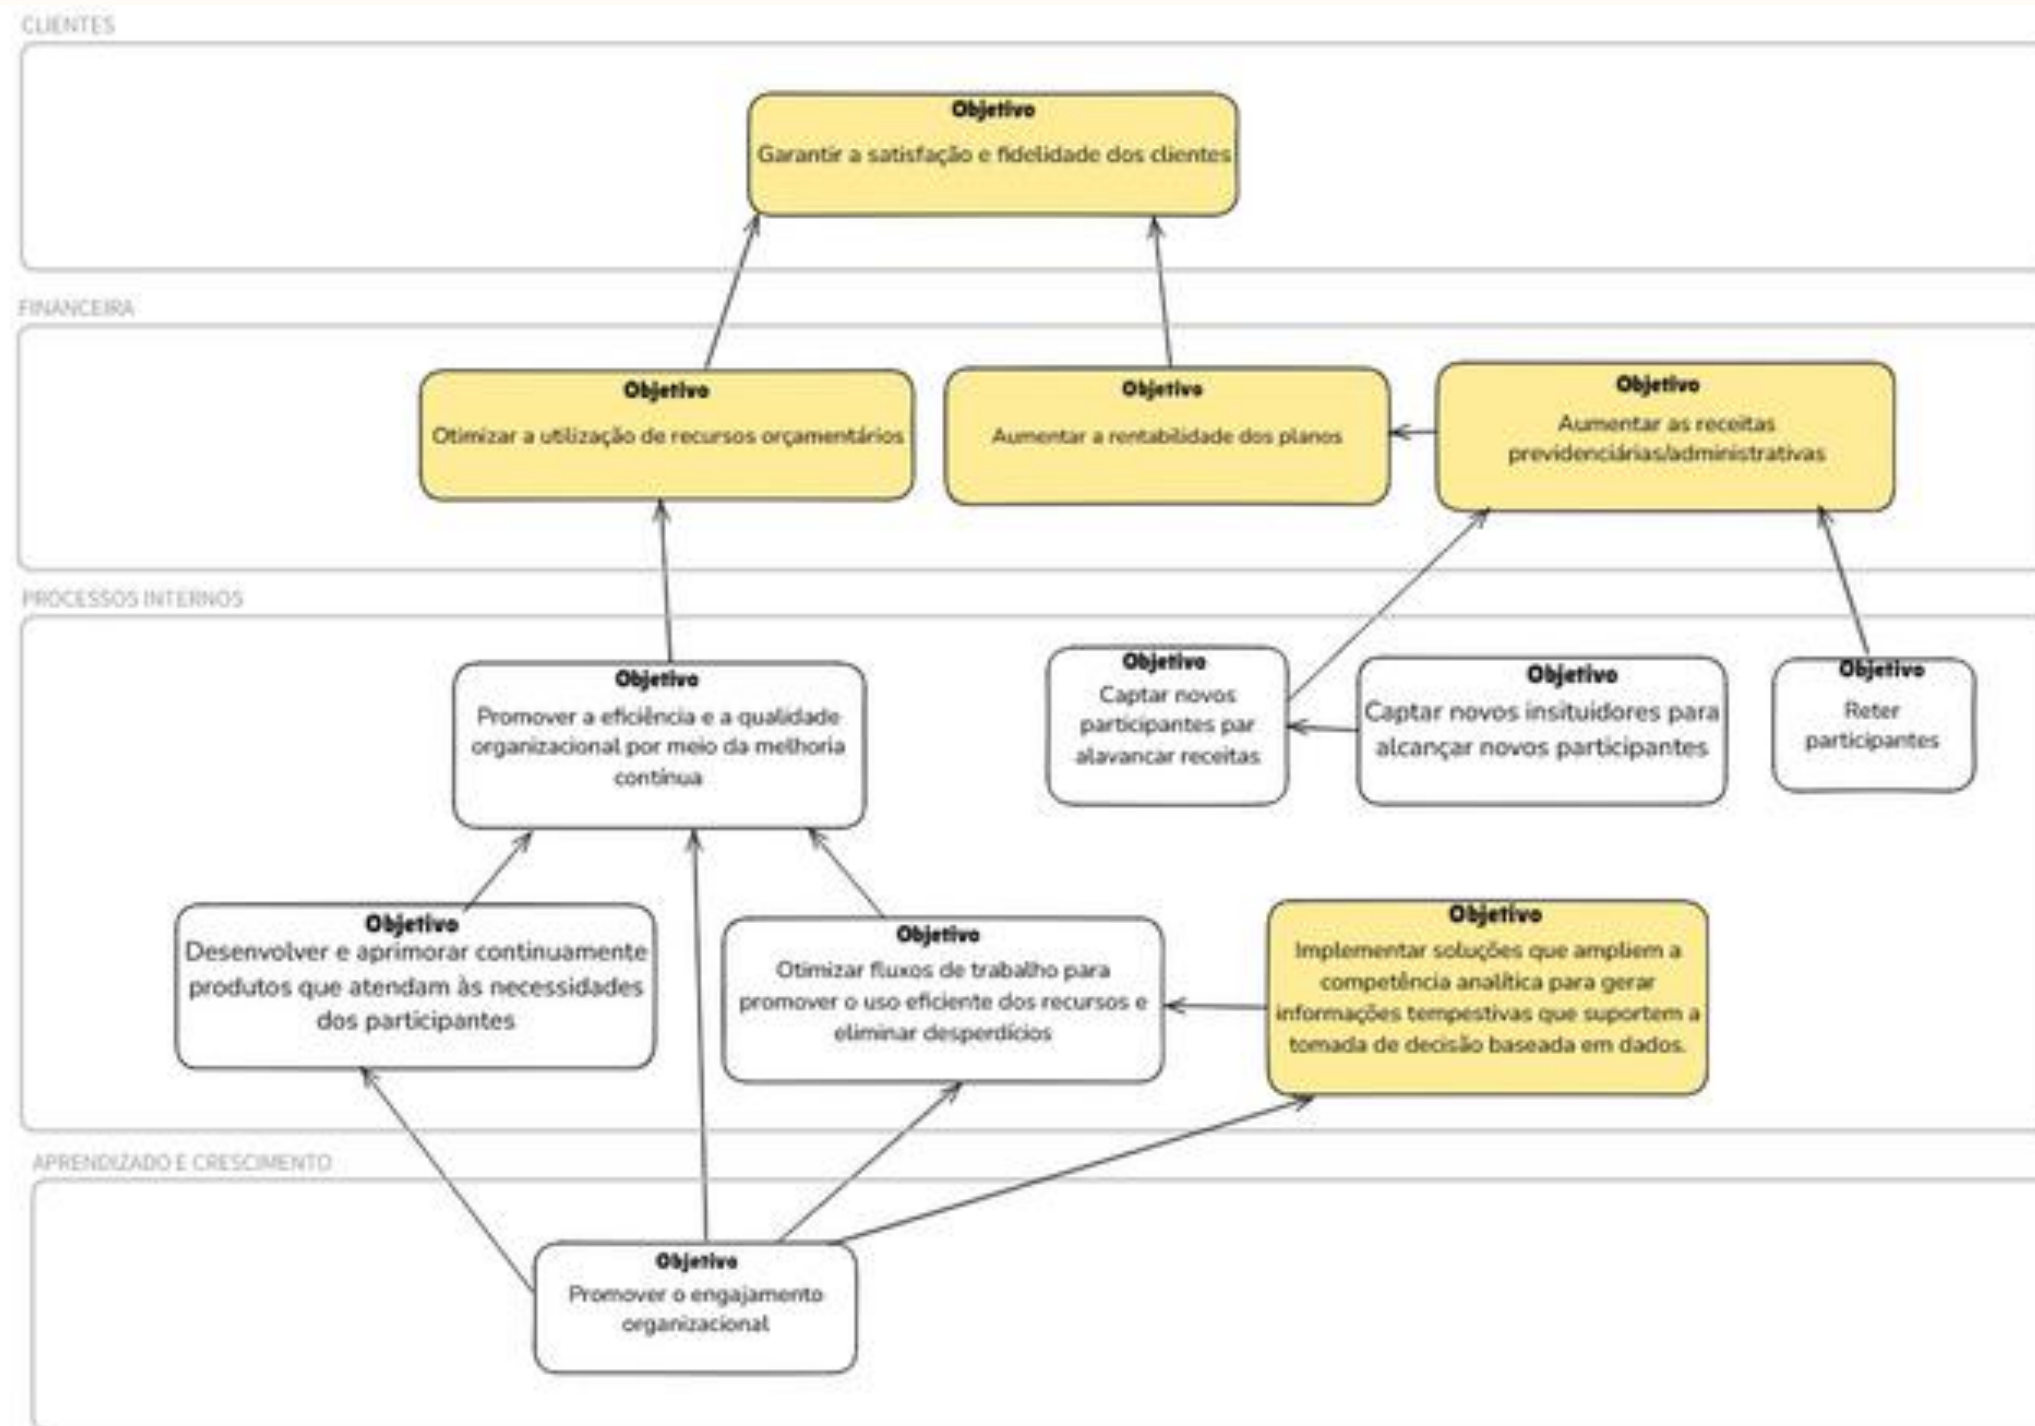 CLIENTES
Objetivo
Garantir a satisfação e fidelidade dos clientes
FINANCEIRA
Objetivo
Otimizar a utilização de recursos orçamentários
Objetivo
Aumentar a rentabilidade dos planos
Objetivo
Aumentar as receitas
previdenciárias/administrativas
PROCESSOS INTERNOS
Objetivo
Promover a eficiência e a qualidade
organizacional por meio da melhoria
contínua
Objetivo
Captar novos
participantes par
alavancar receitas
Objetivo
Captar novos insituidores para
alcançar novos participantes
Objetivo
Reter
participantes
Objetivo
Desenvolver e aprimorar continuamente
produtos que atendam às necessidades
dos participantes
Objetivo
Otimizar fluxos de trabalho para
promover o uso eficiente dos recursos e
eliminar desperdícios
Objetivo
Implementar soluções que ampliem a
competência analítica para gerar
informações tempestivas que suportem a
tomada de decisão baseada em dados.
APRENDIZADO E CRESCIMENTO
Objetivo
Promover o engajamento
organizacional